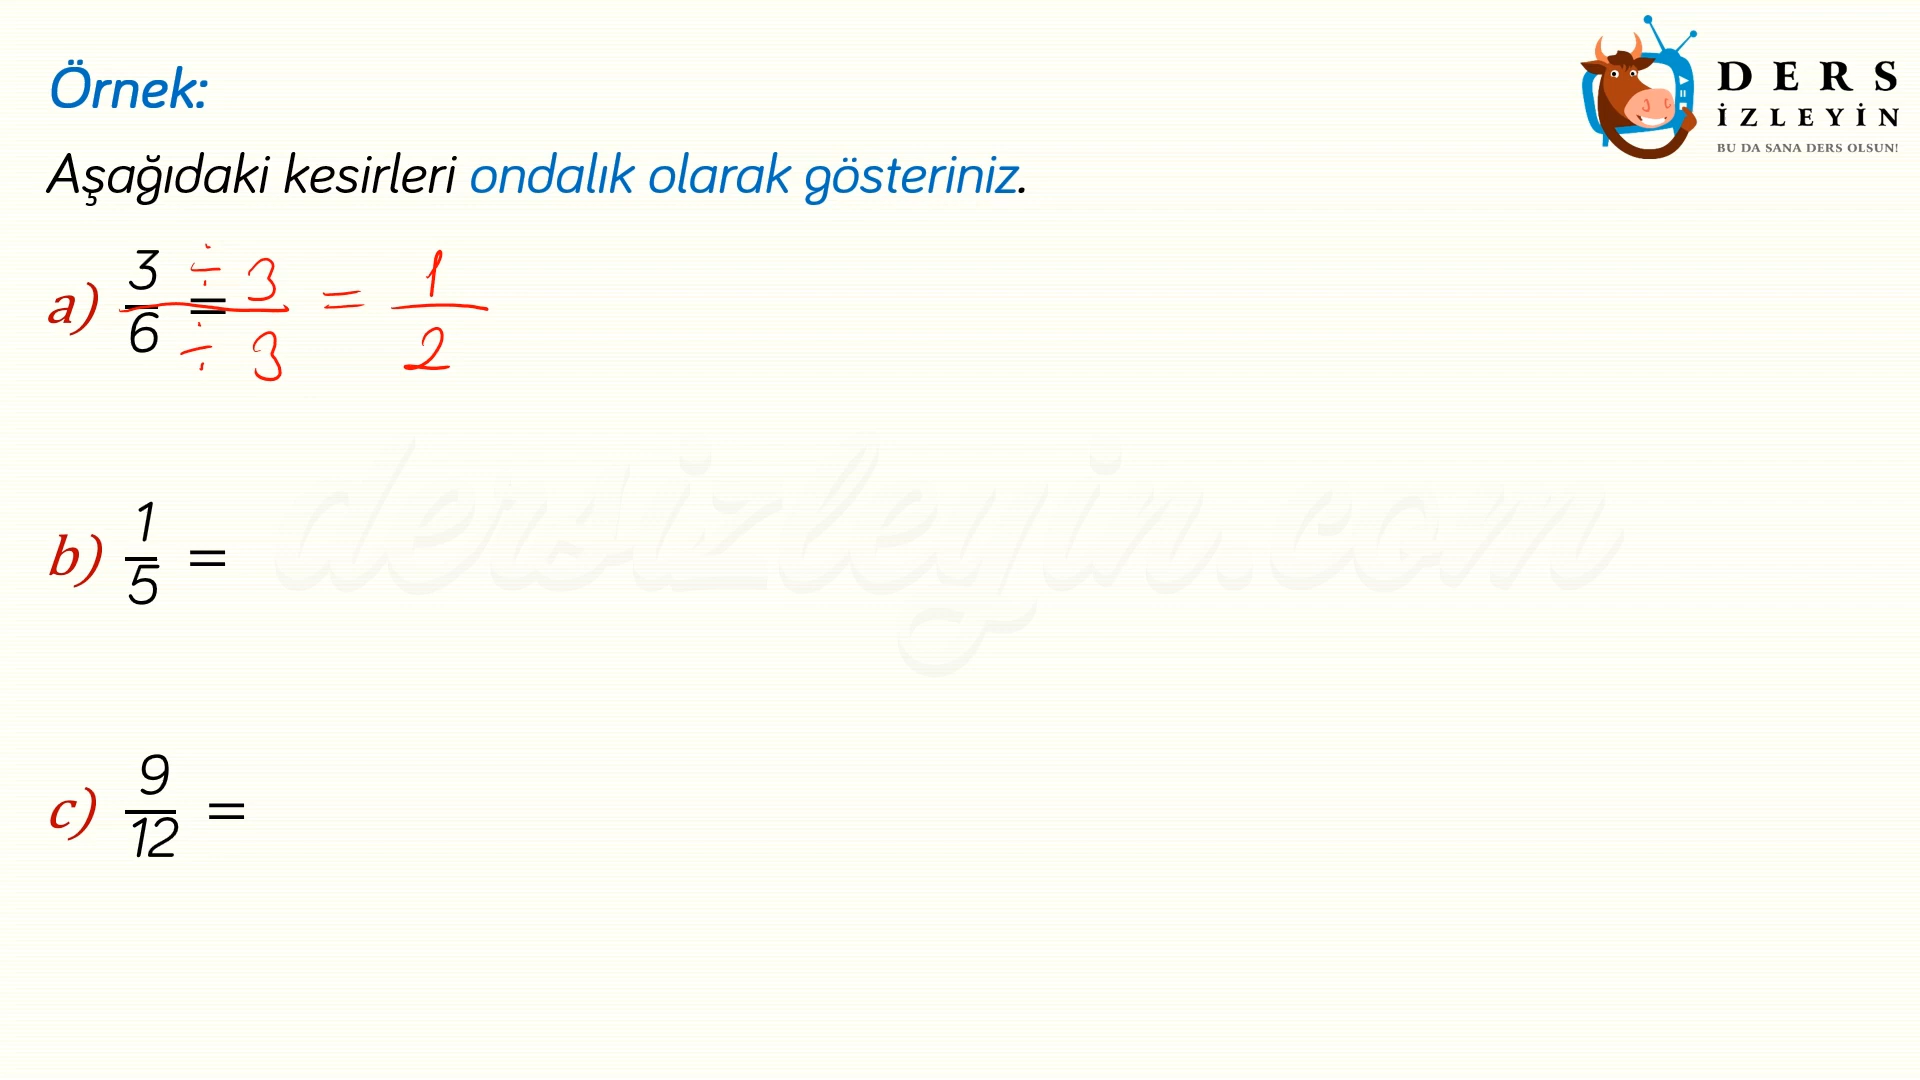 DERS
İZLEYİN
BU DA SANA DERS OLSUN!
Örnek:
Aşağıdaki kesirleri ondalık olarak gösteriniz.
a) 3/6 = ÷ 3 / ÷ 3 = 1/2
b) 1/5 =
c) 9/12 =
dersizleyin.com